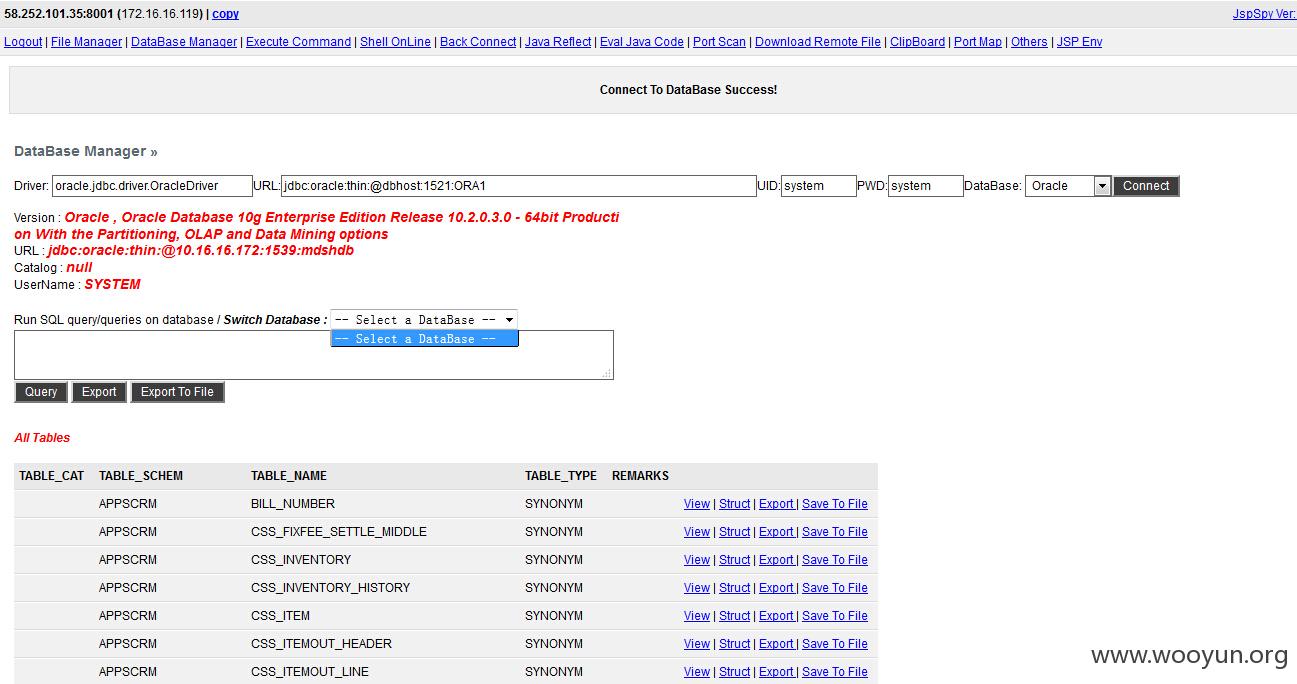 58.252.101.35:8001 (172.16.16.119) | copy JspSpy Ver:
Logout | File Manager | DataBase Manager | Execute Command | Shell OnLine | Back Connect | Java Reflect | Eval Java Code | Port Scan | Download Remote File | ClipBoard | Port Map | Others | JSP Env
Connect To DataBase Success!
DataBase Manager »
Driver: oracle.jdbc.driver.OracleDriver URL: jdbc:oracle:thin:@dbhost:1521:ORA1 UID: system PWD: system DataBase: Oracle Connect
Version : Oracle , Oracle Database 10g Enterprise Edition Release 10.2.0.3.0 - 64bit Producti
on With the Partitioning, OLAP and Data Mining options
URL : jdbc:oracle:thin:@10.16.16.172:1539:mdshdb
Catalog : null
UserName : SYSTEM
Run SQL query/queries on database / Switch Database : -- Select a DataBase --
-- Select a DataBase --
Query Export Export To File
All Tables
TABLE_CAT TABLE_SCHEM TABLE_NAME TABLE_TYPE REMARKS
APPSCRM BILL_NUMBER SYNONYM View | Struct | Export | Save To File
APPSCRM CSS_FIXFEE_SETTLE_MIDDLE SYNONYM View | Struct | Export | Save To File
APPSCRM CSS_INVENTORY SYNONYM View | Struct | Export | Save To File
APPSCRM CSS_INVENTORY_HISTORY SYNONYM View | Struct | Export | Save To File
APPSCRM CSS_ITEM SYNONYM View | Struct | Export | Save To File
APPSCRM CSS_ITEMOUT_HEADER SYNONYM View | Struct | Export | Save To File
APPSCRM CSS_ITEMOUT_LINE SYNONYM View | Struct | Export | Save To File
www.wooyun.org